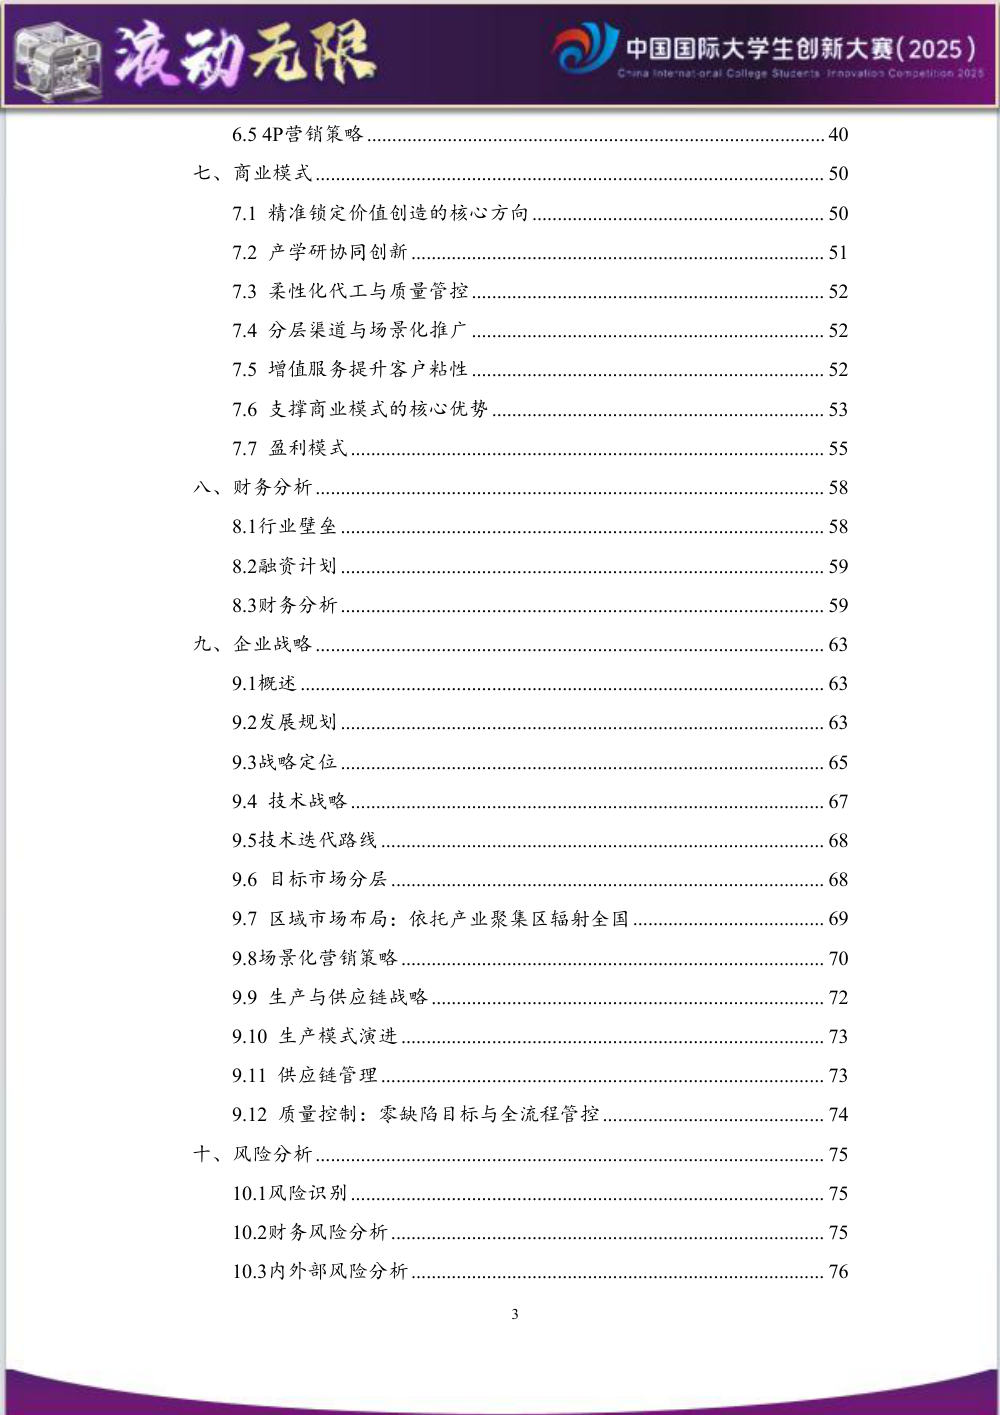 液动无限
中国国际大学生创新大赛(2025)
China International College Students' Innovation Competition 2025
6.5 4P营销策略 40
七、商业模式 50
7.1 精准锁定价值创造的核心方向 50
7.2 产学研协同创新 51
7.3 柔性化代工与质量管控 52
7.4 分层渠道与场景化推广 52
7.5 增值服务提升客户粘性 52
7.6 支撑商业模式的核心优势 53
7.7 盈利模式 55
八、财务分析 58
8.1行业壁垒 58
8.2融资计划 59
8.3财务分析 59
九、企业战略 63
9.1概述 63
9.2发展规划 63
9.3战略定位 65
9.4 技术战略 67
9.5技术迭代路线 68
9.6 目标市场分层 68
9.7 区域市场布局：依托产业聚集区辐射全国 69
9.8场景化营销策略 70
9.9 生产与供应链战略 72
9.10 生产模式演进 73
9.11 供应链管理 73
9.12 质量控制：零缺陷目标与全流程管控 74
十、风险分析 75
10.1风险识别 75
10.2财务风险分析 75
10.3内外部风险分析 76
3